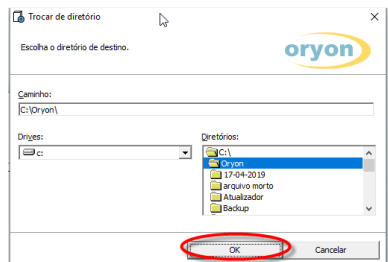 Trocar de diretório
Escolha o diretório de destino.
oryon
Caminho:
C:\Oryon\
Drives:
c:
Diretórios:
C:\
Oryon
17-04-2019
arquivo morto
Atualizador
Backup
OK
Cancelar